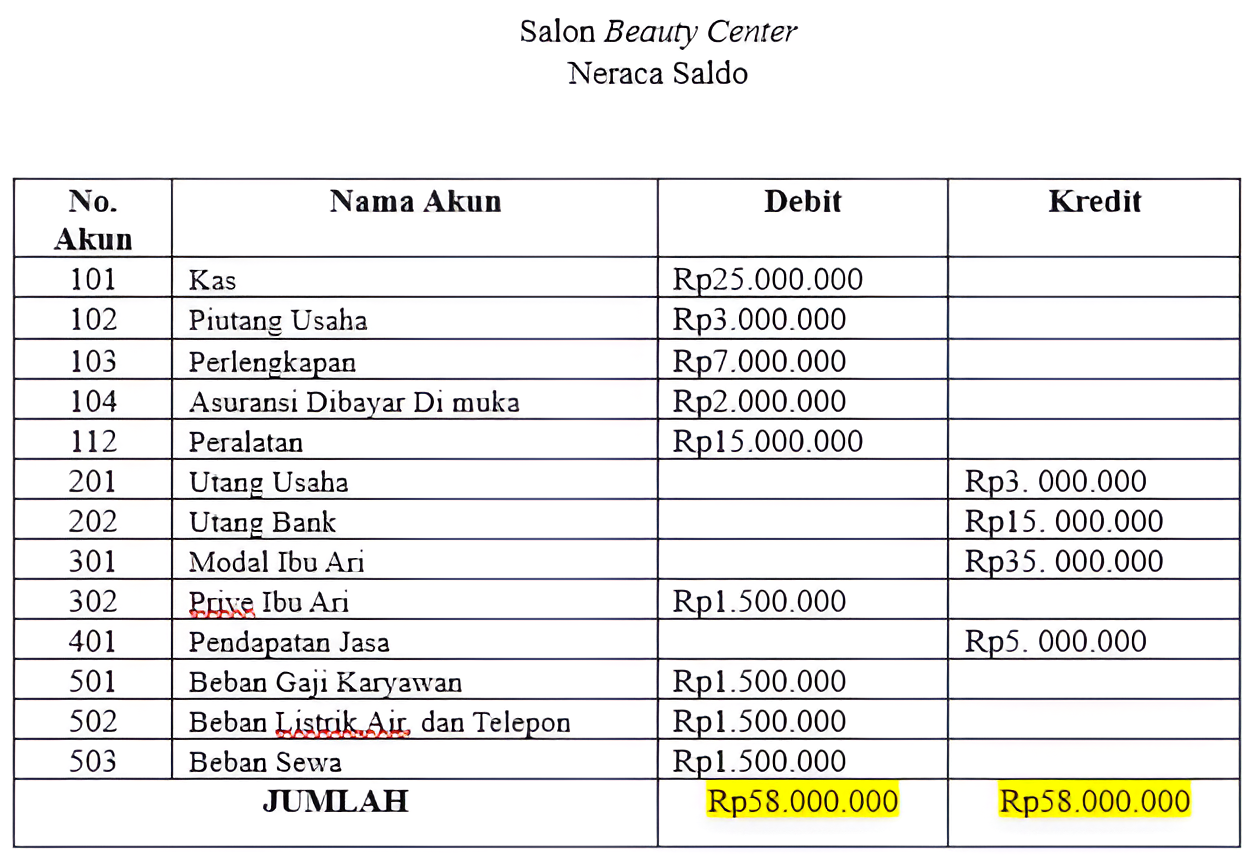 Salon Beauty Center
Neraca Saldo
No. Akun Nama Akun Debit Kredit
101 Kas Rp25.000.000
102 Piutang Usaha Rp3.000.000
103 Perlengkapan Rp7.000.000
104 Asuransi Dibayar Di muka Rp2.000.000
112 Peralatan Rp15.000.000
201 Utang Usaha Rp3. 000.000
202 Utang Bank Rp15. 000.000
301 Modal Ibu Ari Rp35. 000.000
302 Prive Ibu Ari Rp1.500.000
401 Pendapatan Jasa Rp5. 000.000
501 Beban Gaji Karyawan Rp1.500.000
502 Beban Listrik,Air, dan Telepon Rp1.500.000
503 Beban Sewa Rp1.500.000
JUMLAH Rp58.000.000 Rp58.000.000